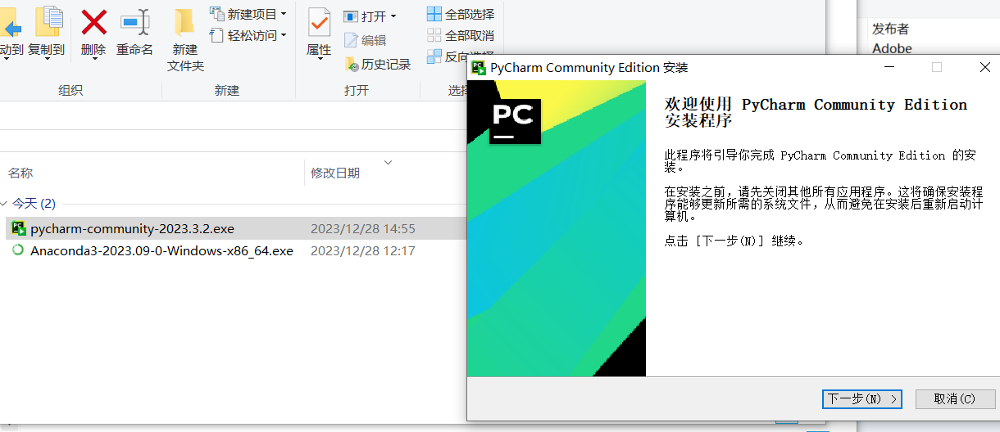 新建项目
打开
全部选择
轻松访问
编辑
全部取消
动到 复制到
删除
重命名
新建
文件夹
属性
历史记录
反向选择
组织
新建
打开
选择
发布者
Adobe
名称
修改日期
今天 (2)
pycharm-community-2023.3.2.exe
2023/12/28 14:55
Anaconda3-2023.09-0-Windows-x86_64.exe
2023/12/28 12:17
PyCharm Community Edition 安装
PC
欢迎使用 PyCharm Community Edition
安装程序
此程序将引导你完成 PyCharm Community Edition 的安
装。
在安装之前，请先关闭其他所有应用程序。这将确保安装程
序能够更新所需的系统文件，从而避免在安装后重新启动计
算机。
点击 [下一步(N)] 继续。
下一步(N) >
取消(C)